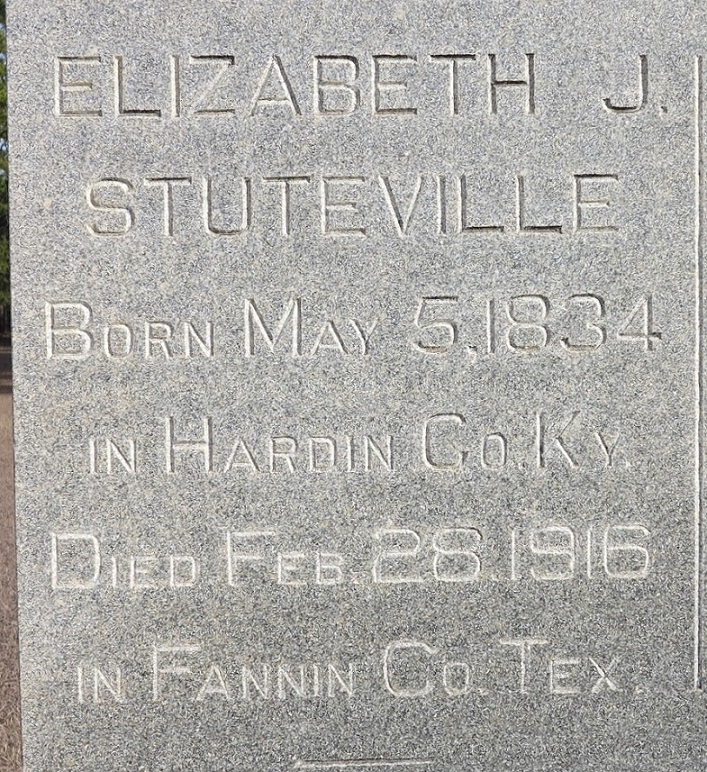 ELIZABETH J.
STUTEVILLE
BORN MAY 5, 1834
IN HARDIN CO. KY.
DIED FEB. 28. 1916
IN FANNIN CO. TEX.